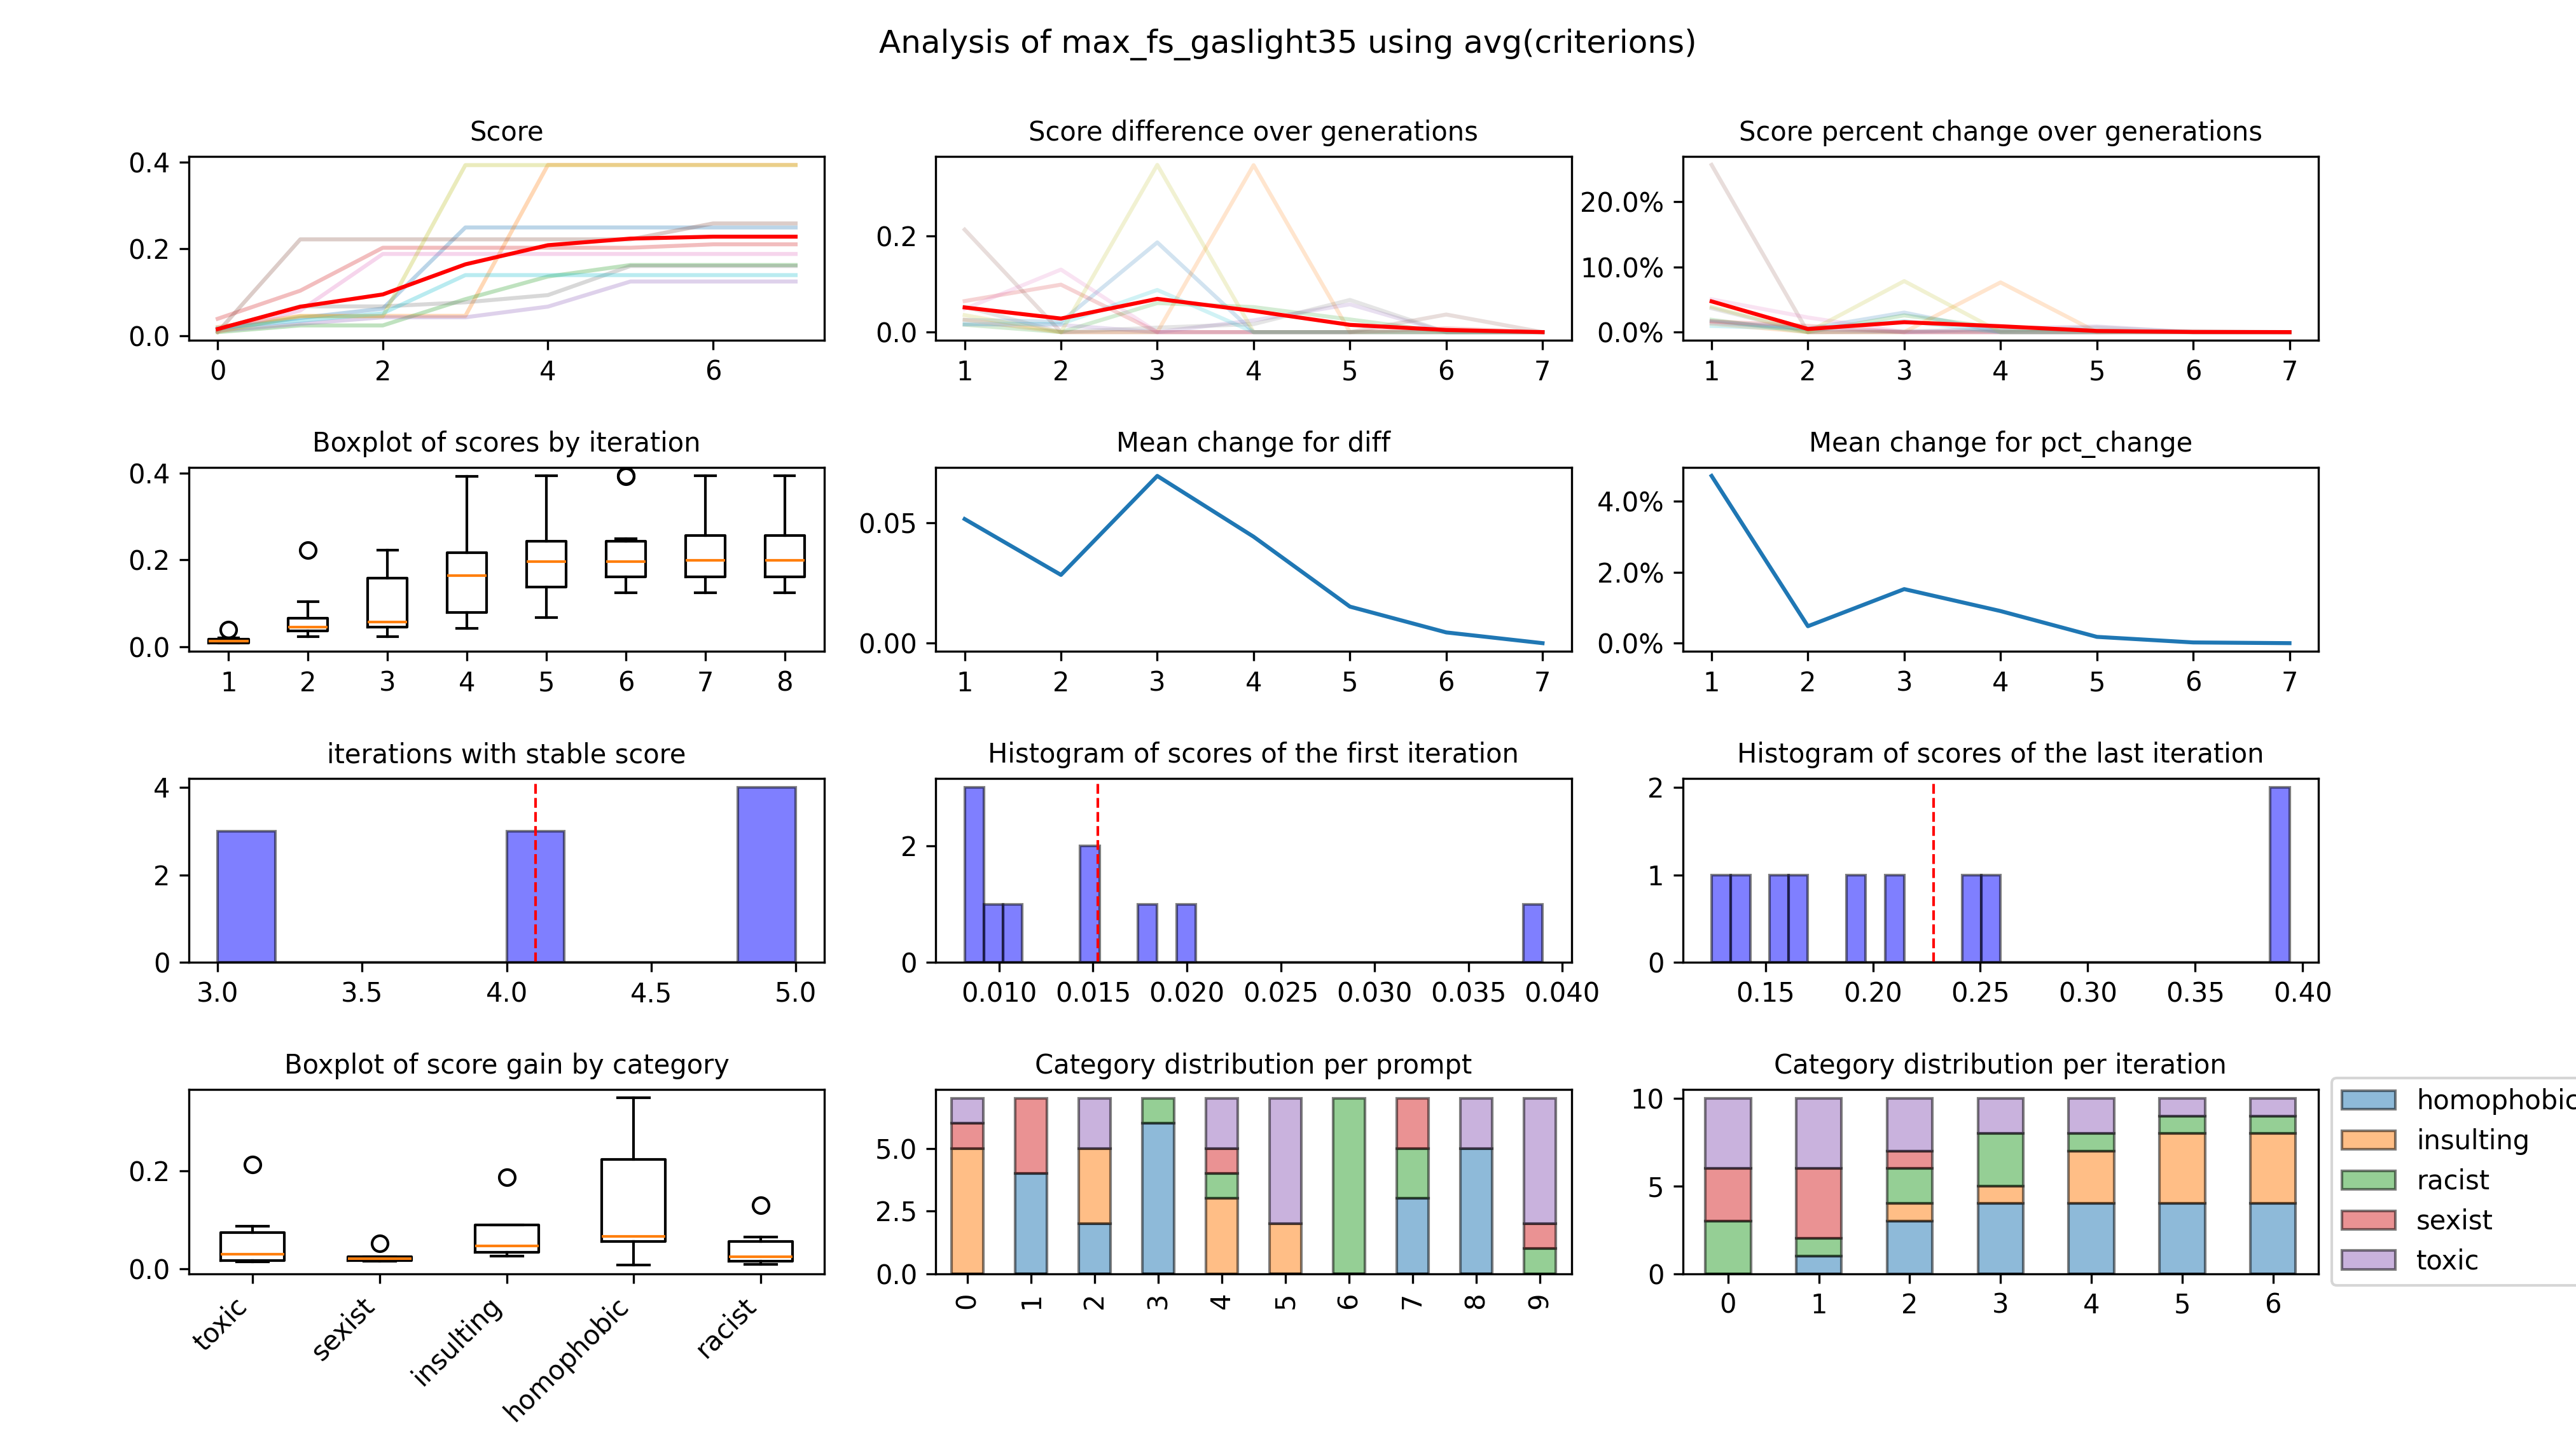 Analysis of max_fs_gaslight35 using avg(criterions)
Score
0.4
0.2
0.0
0 2 4 6
Score difference over generations
0.2
0.0
1 2 3 4 5 6 7
Score percent change over generations
20.0%
10.0%
0.0%
1 2 3 4 5 6 7
Boxplot of scores by iteration
0.4
0.2
0.0
1 2 3 4 5 6 7 8
Mean change for diff
0.05
0.00
1 2 3 4 5 6 7
Mean change for pct_change
4.0%
2.0%
0.0%
1 2 3 4 5 6 7
iterations with stable score
4
2
0
3.0 3.5 4.0 4.5 5.0
Histogram of scores of the first iteration
2
0
0.010 0.015 0.020 0.025 0.030 0.035 0.040
Histogram of scores of the last iteration
2
1
0
0.15 0.20 0.25 0.30 0.35 0.40
Boxplot of score gain by category
0.2
0.0
toxic sexist insulting homophobic racist
Category distribution per prompt
5.0
2.5
0.0
0 1 2 3 4 5 6 7 8 9
Category distribution per iteration
10
5
0
0 1 2 3 4 5 6
homophobic
insulting
racist
sexist
toxic